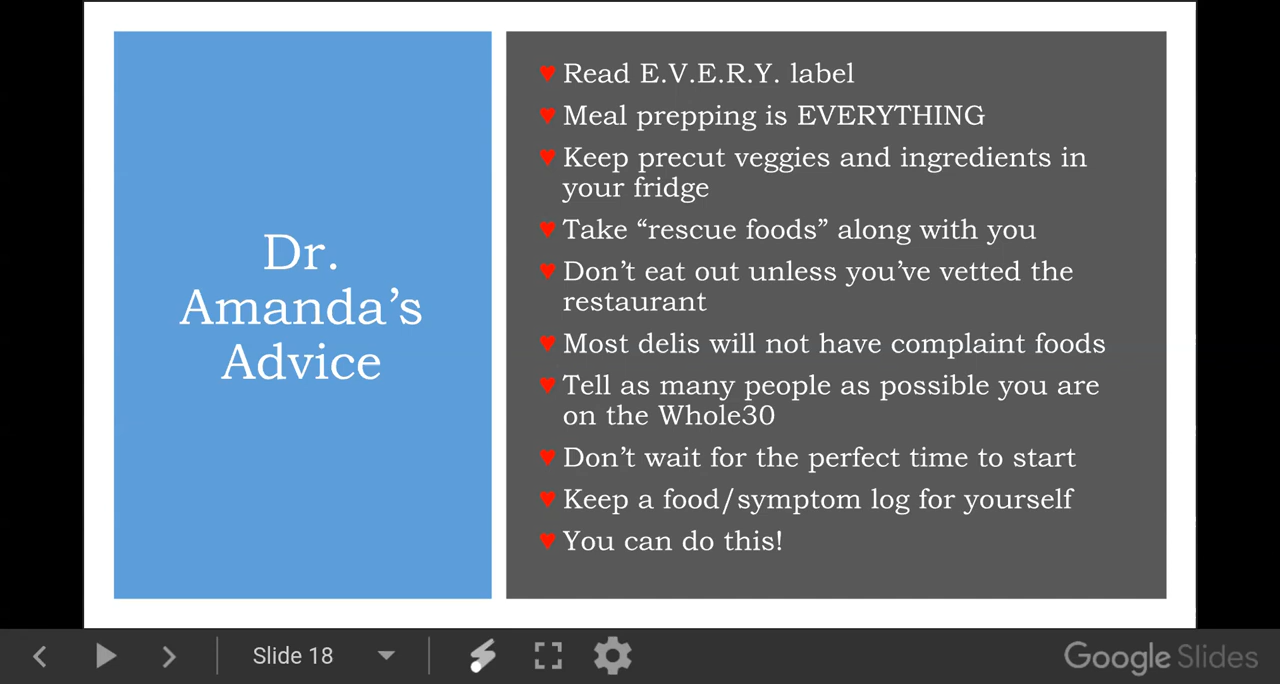 Dr.
Amanda’s
Advice
♥ Read E.V.E.R.Y. label
♥ Meal prepping is EVERYTHING
♥ Keep precut veggies and ingredients in
your fridge
♥ Take “rescue foods” along with you
♥ Don’t eat out unless you’ve vetted the
restaurant
♥ Most delis will not have complaint foods
♥ Tell as many people as possible you are
on the Whole30
♥ Don’t wait for the perfect time to start
♥ Keep a food/symptom log for yourself
♥ You can do this!
Slide 18
Google Slides